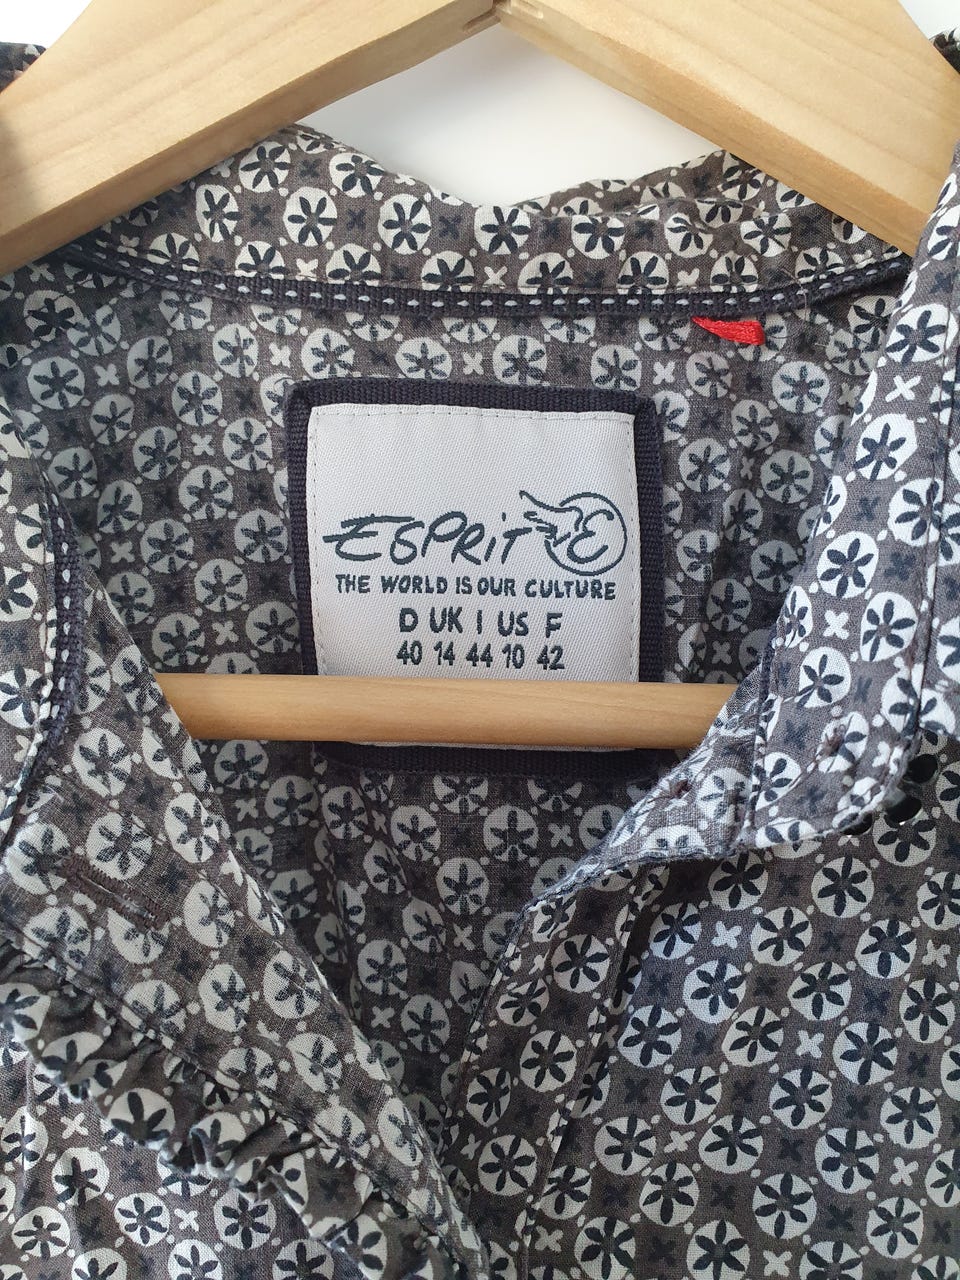 ESPRIT E
THE WORLD IS OUR CULTURE
D UK I US F
40 14 44 10 42